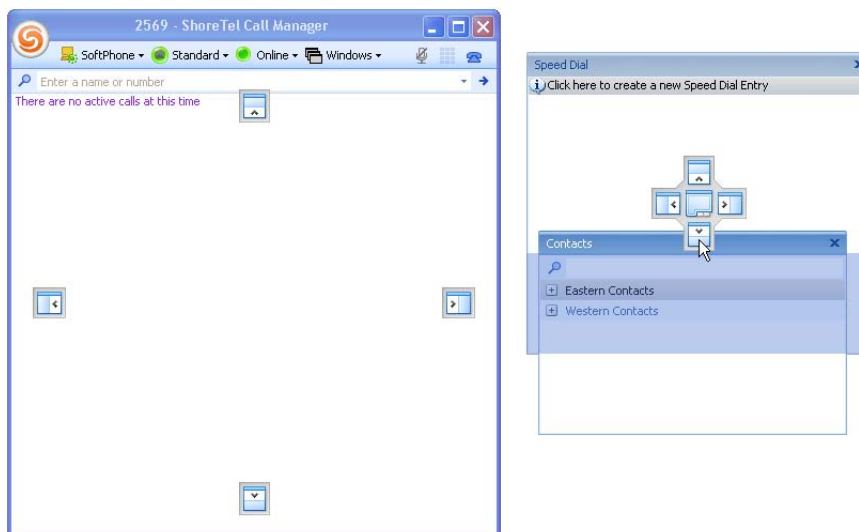 2569 - ShoreTel Call Manager
SoftPhone Standard Online Windows
Enter a name or number
There are no active calls at this time
Speed Dial
Click here to create a new Speed Dial Entry
Contacts
Eastern Contacts
Western Contacts